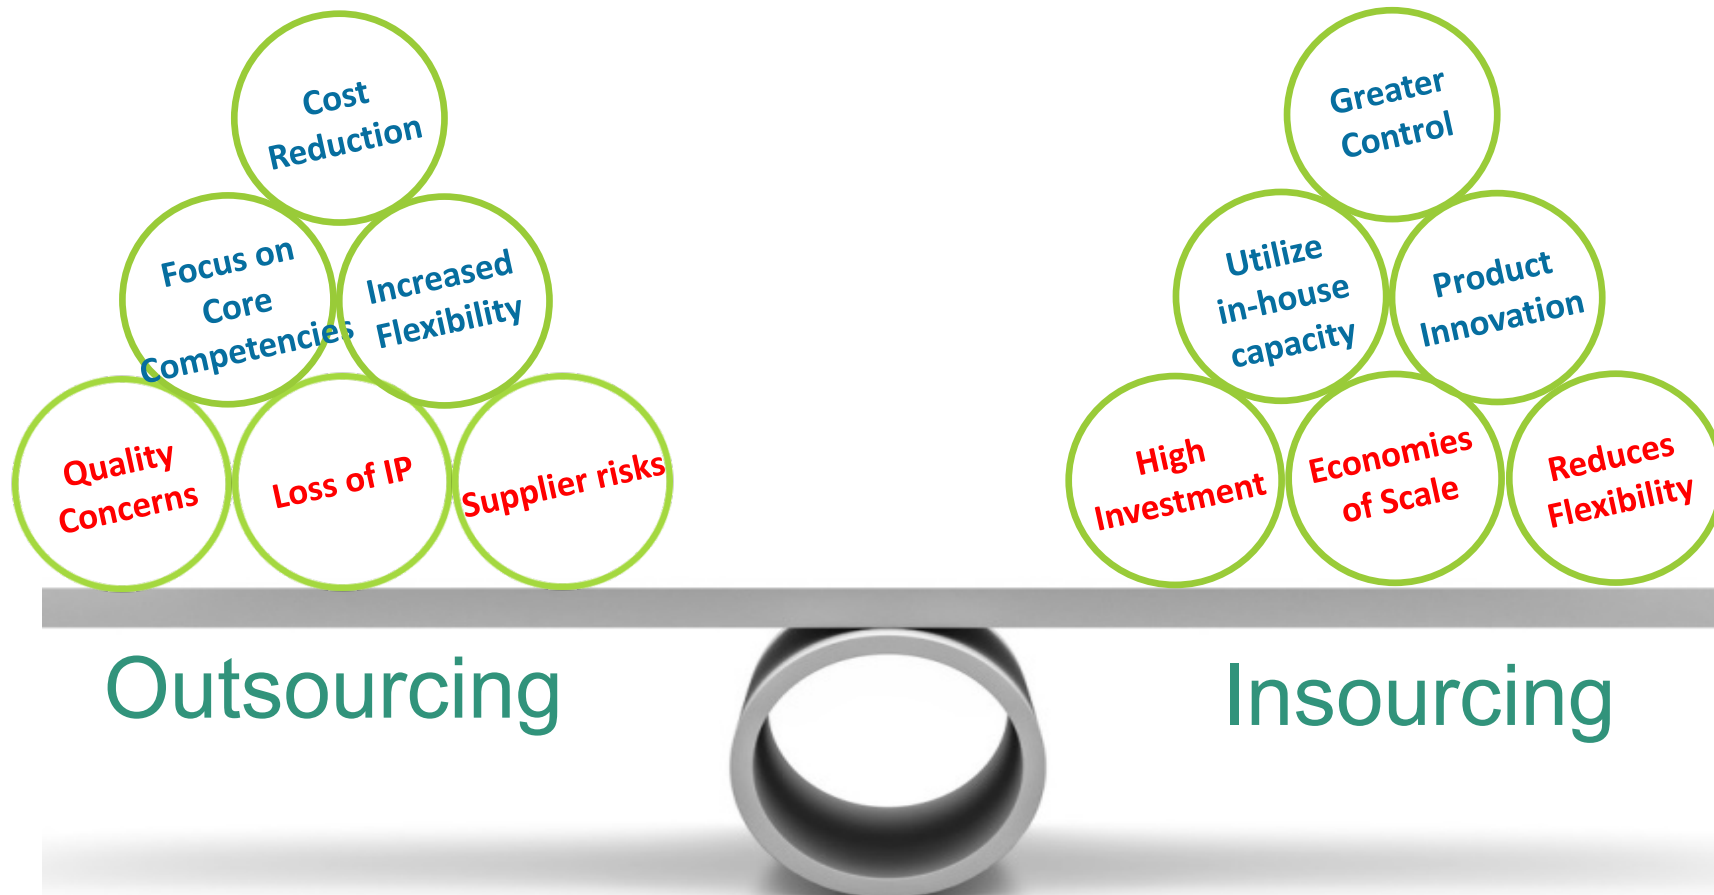 Cost
Reduction
Focus on
Core
Competencies
Increased
Flexibility
Quality
Concerns
Loss of IP
Supplier risks
Outsourcing
Greater
Control
Utilize
in-house
capacity
Product
Innovation
High
Investment
Economies
of Scale
Reduces
Flexibility
Insourcing